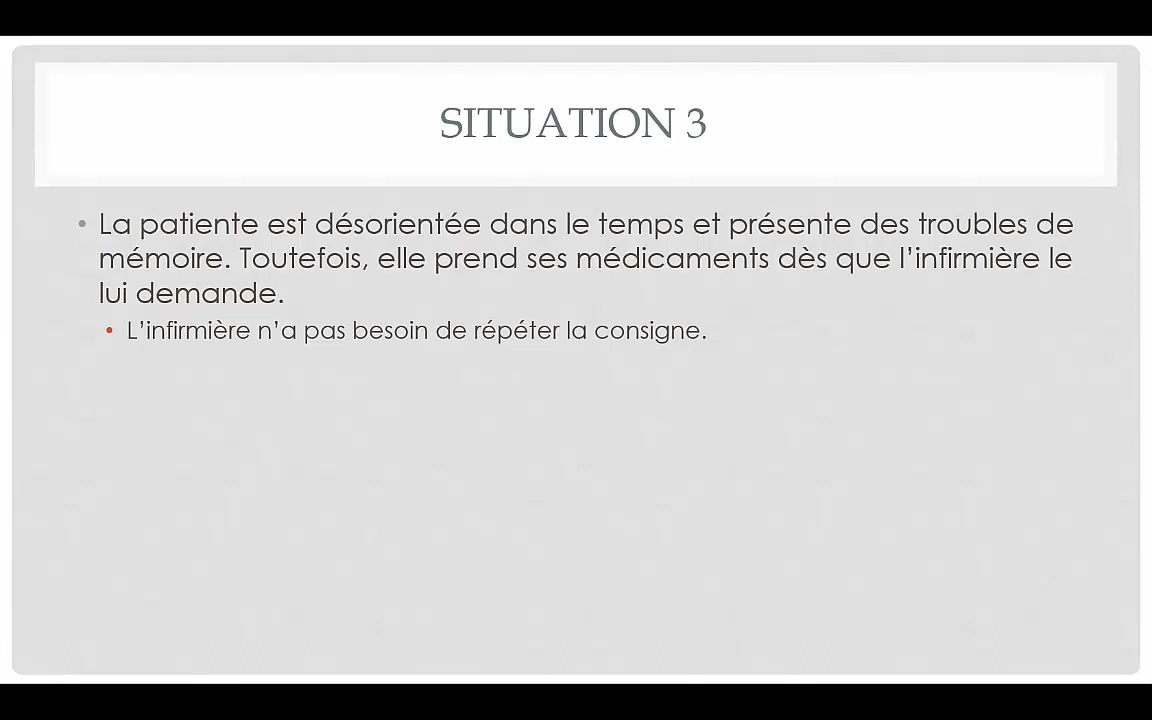 SITUATION 3
• La patiente est désorientée dans le temps et présente des troubles de
mémoire. Toutefois, elle prend ses médicaments dès que l’infirmière le
lui demande.
• L’infirmière n’a pas besoin de répéter la consigne.